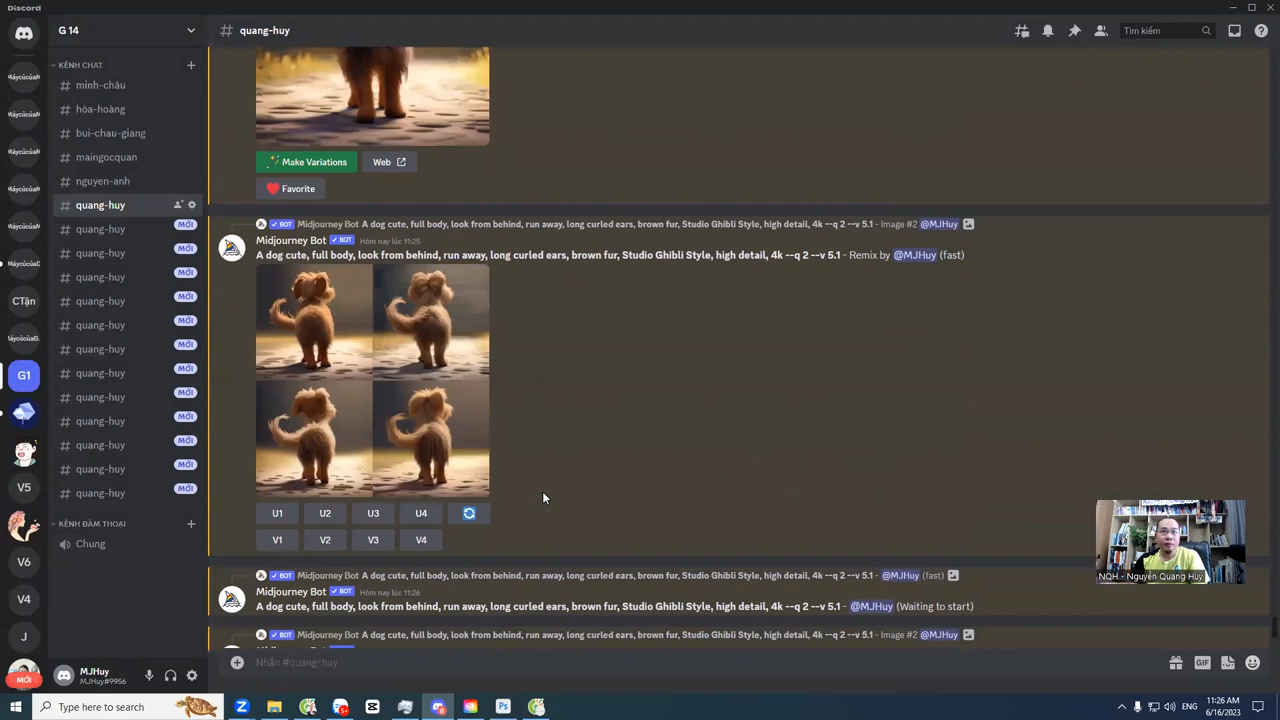 Discord
G 14
quang-huy
Tìm kiếm
MáycủcủaM
MáycủcủaM
MáycủcủaM
CTận
G1
V5
V6
V4
J
MỚI
KÊNH CHAT
minh-châu
hòa-hoàng
bui-chau-giang
maingocquan
nguyen-anh
quang-huy
quang-huy MỚI
quang-huy MỚI
quang-huy MỚI
quang-huy MỚI
quang-huy MỚI
quang-huy MỚI
quang-huy MỚI
quang-huy MỚI
quang-huy MỚI
quang-huy MỚI
quang-huy MỚI
quang-huy MỚI
KÊNH ĐÀM THOẠI
Chung
MJHuy
MJHuy#9956
Make Variations Web
Favorite
BOT Midjourney Bot A dog cute, full body, look from behind, run away, long curled ears, brown fur, Studio Ghibli Style, high detail, 4k --q 2 --v 5.1 - Image #2 @MJHuy
Midjourney Bot BOT Hôm nay lúc 11:25
A dog cute, full body, look from behind, run away, long curled ears, brown fur, Studio Ghibli Style, high detail, 4k --q 2 --v 5.1 - Remix by @MJHuy (fast)
U1 U2 U3 U4
V1 V2 V3 V4
BOT Midjourney Bot A dog cute, full body, look from behind, run away, long curled ears, brown fur, Studio Ghibli Style, high detail, 4k --q 2 --v 5.1 - @MJHuy (fast)
Midjourney Bot BOT Hôm nay lúc 11:26
A dog cute, full body, look from behind, run away, long curled ears, brown fur, Studio Ghibli Style, high detail, 4k --q 2 --v 5.1 - @MJHuy (Waiting to start)
BOT Midjourney Bot A dog cute, full body, look from behind, run away, long curled ears, brown fur, Studio Ghibli Style, high detail, 4k --q 2 --v 5.1 - Image #2 @MJHuy
Nhắn #quang-huy
GIF
NQH - Nguyễn Quang Huy
Type here to search
5+
Ps
ENG
11:26 AM
6/16/2023